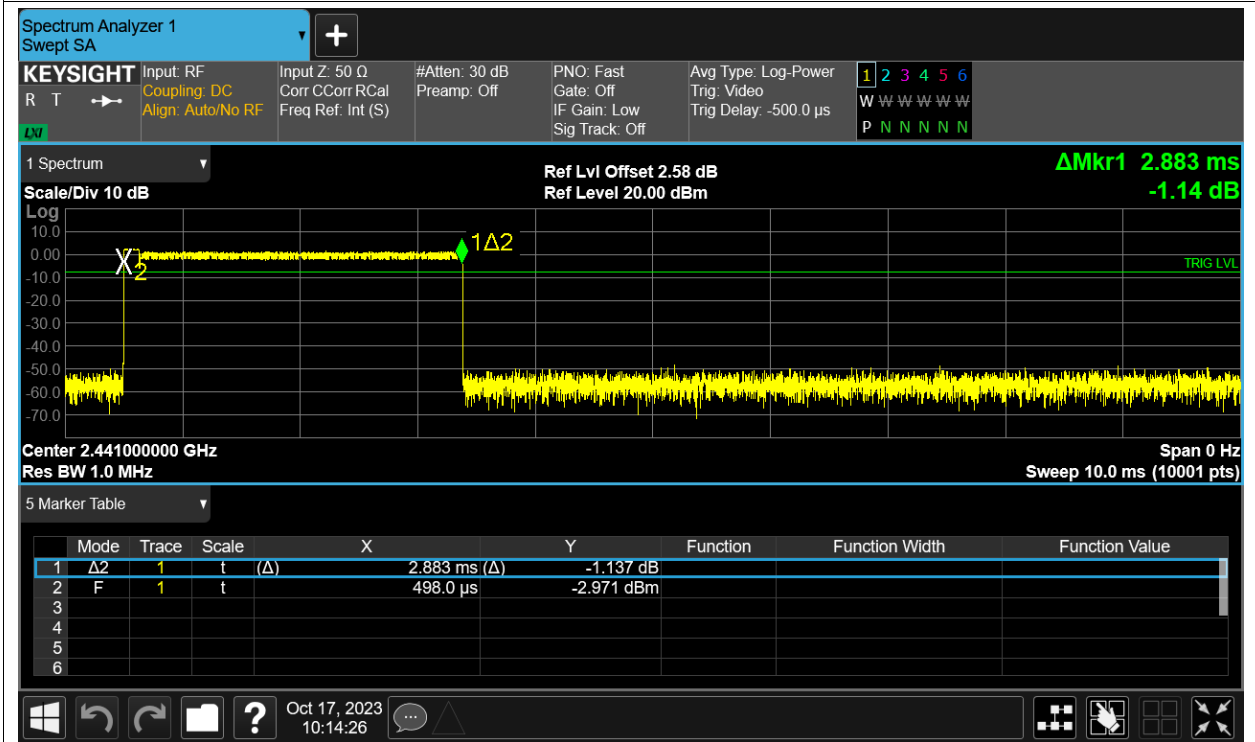 Spectrum Analyzer 1
Swept SA
KEYSIGHT Input: RF Input Z: 50 Ω #Atten: 30 dB PNO: Fast Avg Type: Log-Power 1 2 3 4 5 6
R T Coupling: DC Corr CCorr RCal Preamp: Off Gate: Off Trig: Video W W W W W W
Align: Auto/No RF Freq Ref: Int (S) IF Gain: Low Trig Delay: -500.0 µs P N N N N N
LXI Sig Track: Off
1 Spectrum Ref Lvl Offset 2.58 dB ΔMkr1 2.883 ms
Scale/Div 10 dB Ref Level 20.00 dBm -1.14 dB
Log
10.0
1Δ2
0.00
X
2
TRIG LVL
-10.0
-20.0
-30.0
-40.0
-50.0
-60.0
-70.0
Center 2.441000000 GHz Span 0 Hz
Res BW 1.0 MHz Sweep 10.0 ms (10001 pts)
5 Marker Table
Mode Trace Scale X Y Function Function Width Function Value
1 Δ2 1 t (Δ) 2.883 ms (Δ) -1.137 dB
2 F 1 t 498.0 µs -2.971 dBm
3
4
5
6
? Oct 17, 2023
10:14:26